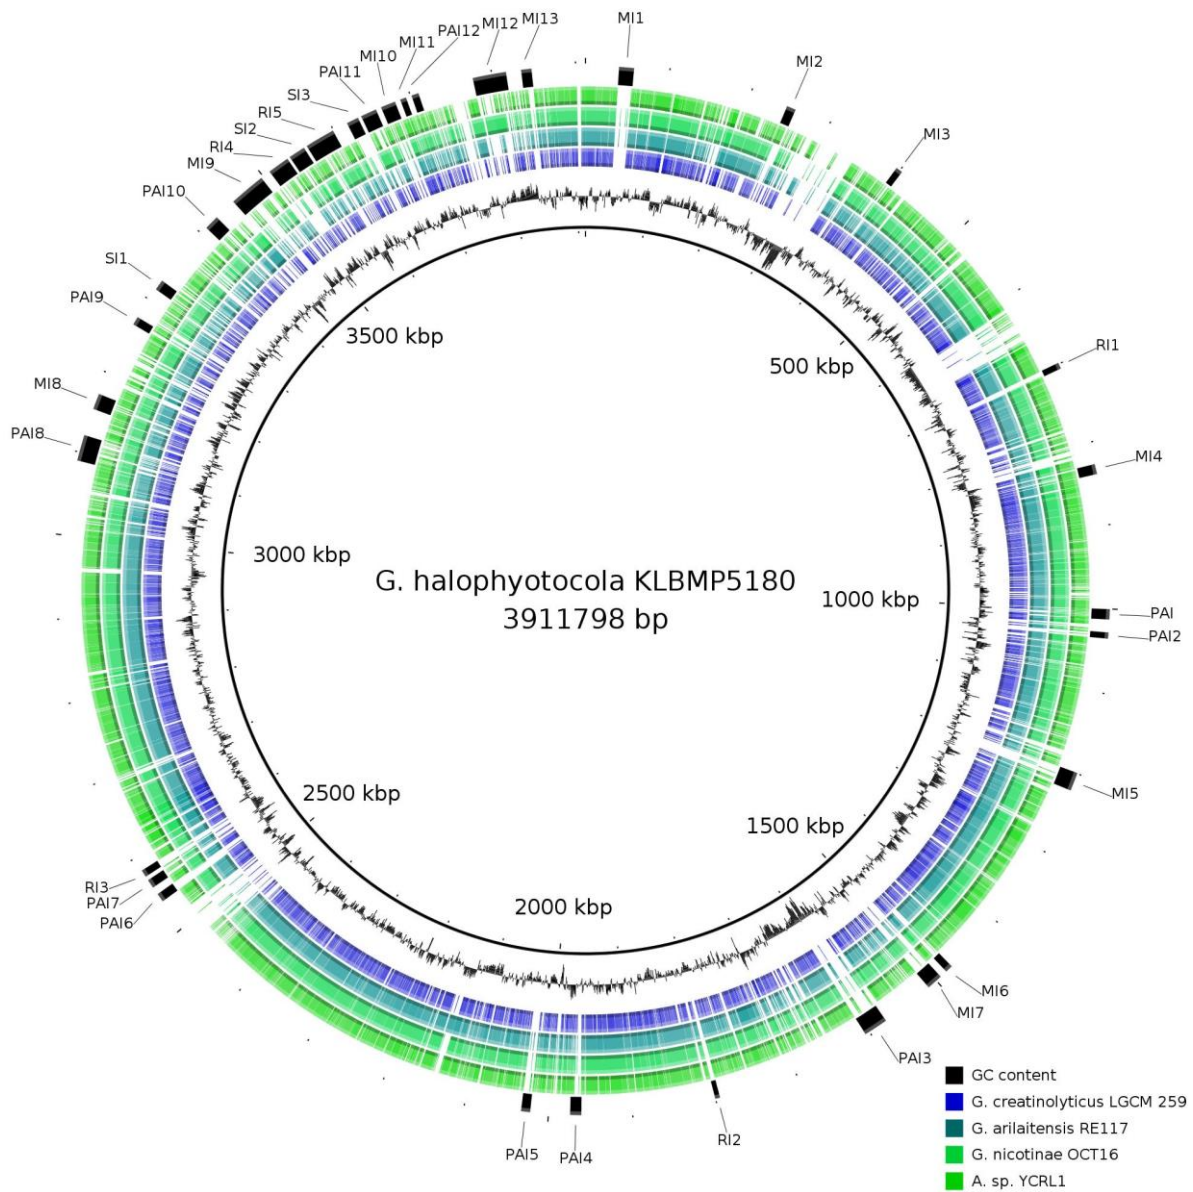 MI1
MI2
MI3
RI1
MI4
PAI
PAI2
MI5
MI6
MI7
PAI3
RI2
PAI4
PAI5
PAI6
PAI7
RI3
PAI8
MI8
PAI9
SI1
PAI10
MI9
RI4
SI2
RI5
SI3
PAI11
MI10
MI11
PAI12
MI12
MI13
500 kbp
1000 kbp
1500 kbp
2000 kbp
2500 kbp
3000 kbp
3500 kbp
G. halophyotocola KLBMP5180
3911798 bp
GC content
G. creatinolyticus LGCM 259
G. arilaitensis RE117
G. nicotinae OCT16
A. sp. YCRL1